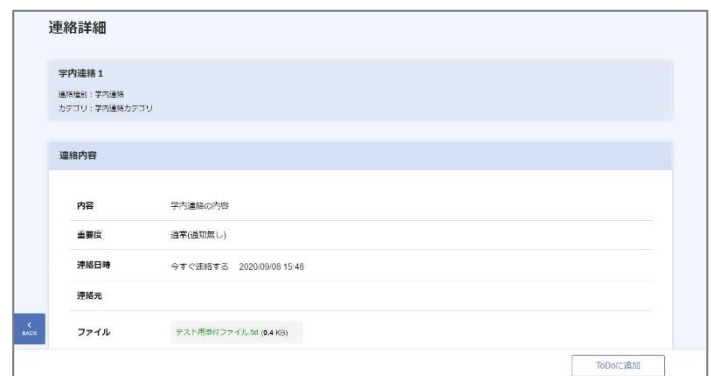 連絡詳細
学内連絡1
連絡種別：学内連絡
カテゴリ：学内連絡カテゴリ
連絡内容
内容 学内連絡の内容
重要度 通常(通知無し)
連絡日時 今すぐ連絡する 2020/09/08 15:48
連絡元
ファイル テスト用添付ファイル.txt (0.4 KB)
BACK
ToDoに追加